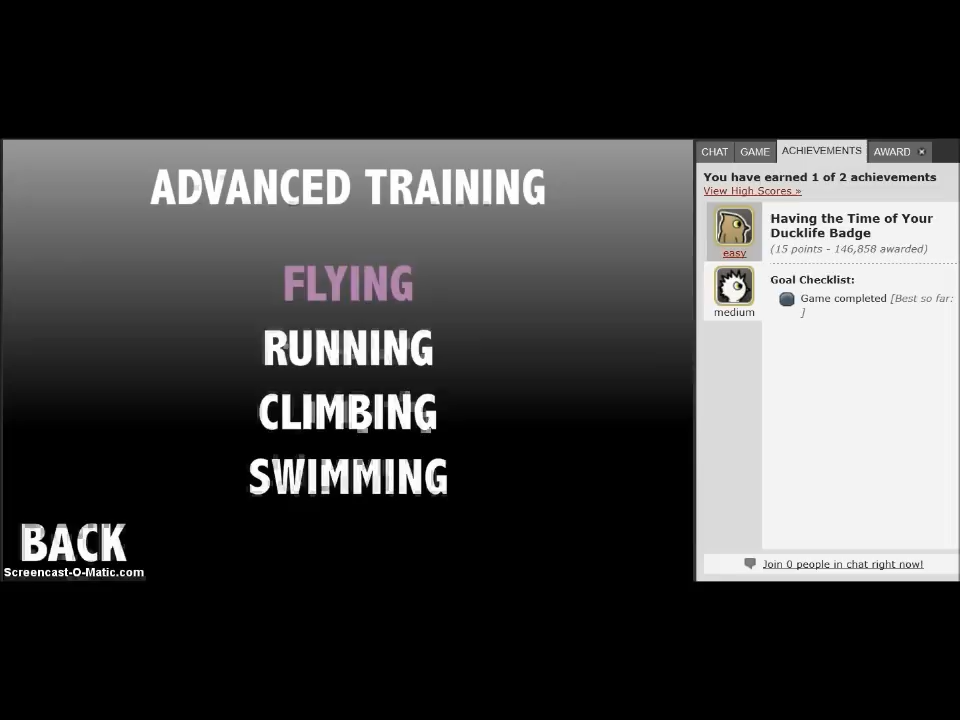 ADVANCED TRAINING
FLYING
RUNNING
CLIMBING
SWIMMING
BACK
Screencast-O-Matic.com
CHAT GAME ACHIEVEMENTS AWARD
You have earned 1 of 2 achievements
View High Scores »
easy
Having the Time of Your
Ducklife Badge
(15 points - 146,858 awarded)
medium
Goal Checklist:
Game completed [Best so far:
]
Join 0 people in chat right now!